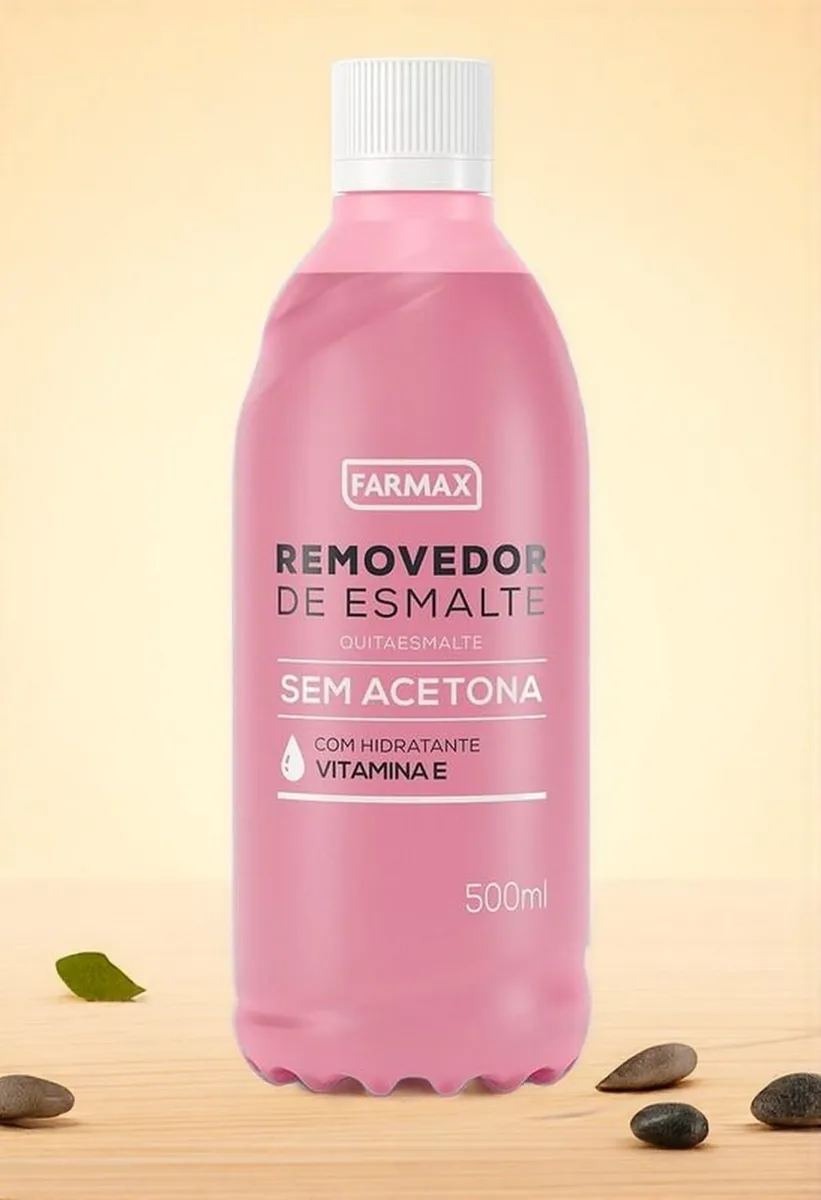 FARMAX
REMOVEDOR
DE ESMALTE
QUITAESMALTE
SEM ACETONA
COM HIDRATANTE
VITAMINA E
500ml